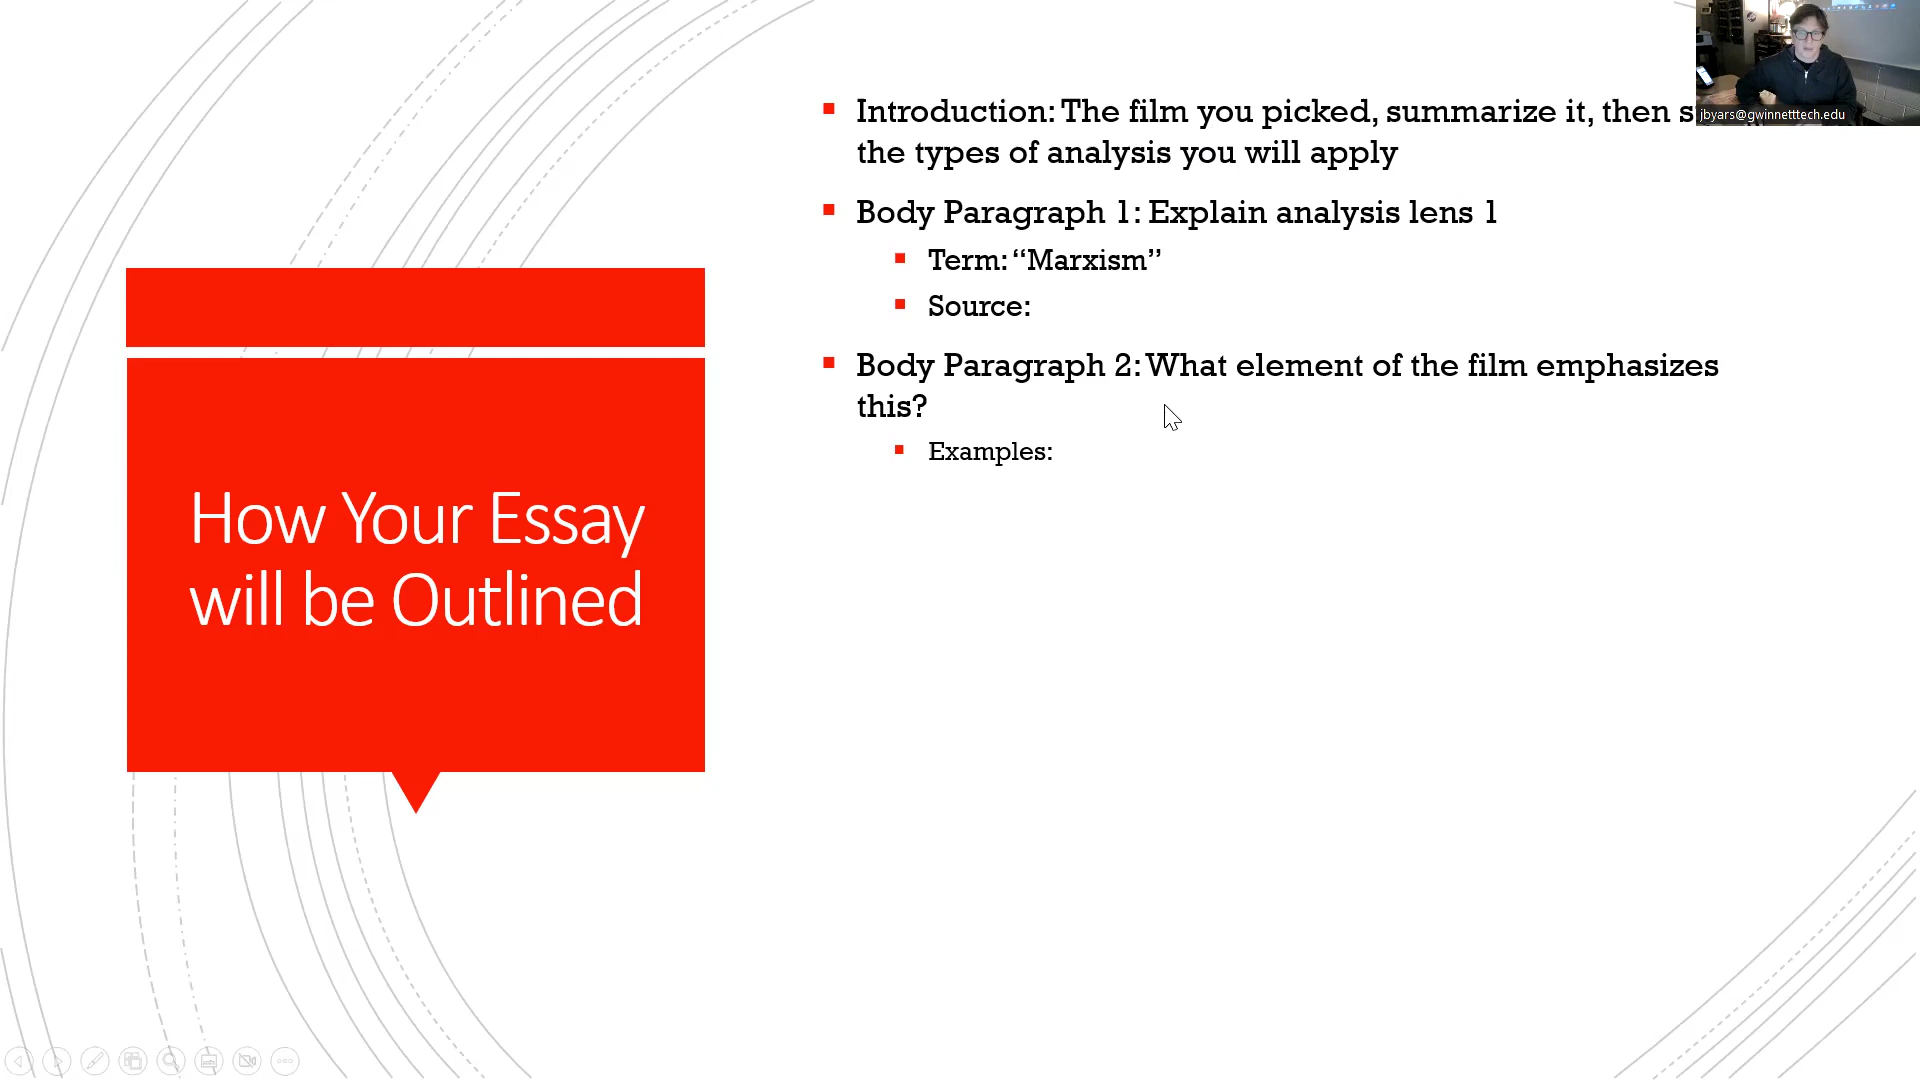 How Your Essay
will be Outlined
Introduction: The film you picked, summarize it, then
the types of analysis you will apply
Body Paragraph 1: Explain analysis lens 1
Term: “Marxism”
Source:
Body Paragraph 2: What element of the film emphasizes
this?
Examples:
jbyars@gwinnetttech.edu